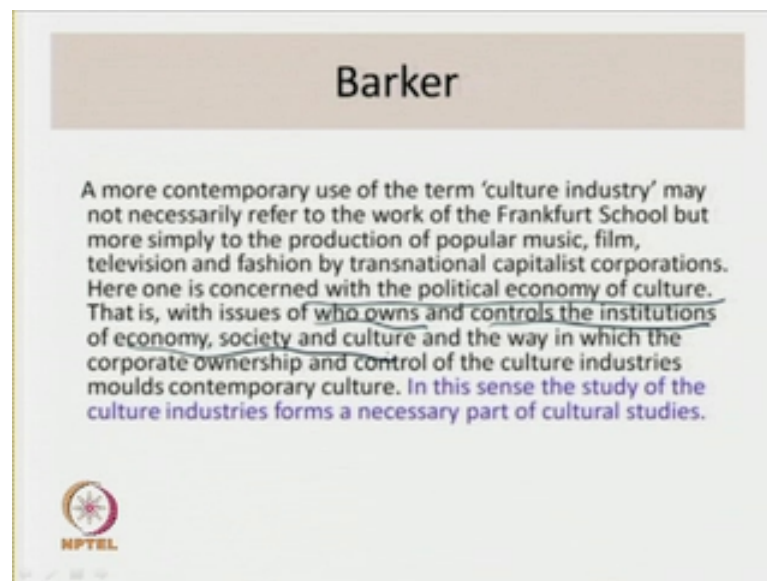 Barker
A more contemporary use of the term ‘culture industry’ may
not necessarily refer to the work of the Frankfurt School but
more simply to the production of popular music, film,
television and fashion by transnational capitalist corporations.
Here one is concerned with the political economy of culture.
That is, with issues of who owns and controls the institutions
of economy, society and culture and the way in which the
corporate ownership and control of the culture industries
moulds contemporary culture. In this sense the study of the
culture industries forms a necessary part of cultural studies.
NPTEL